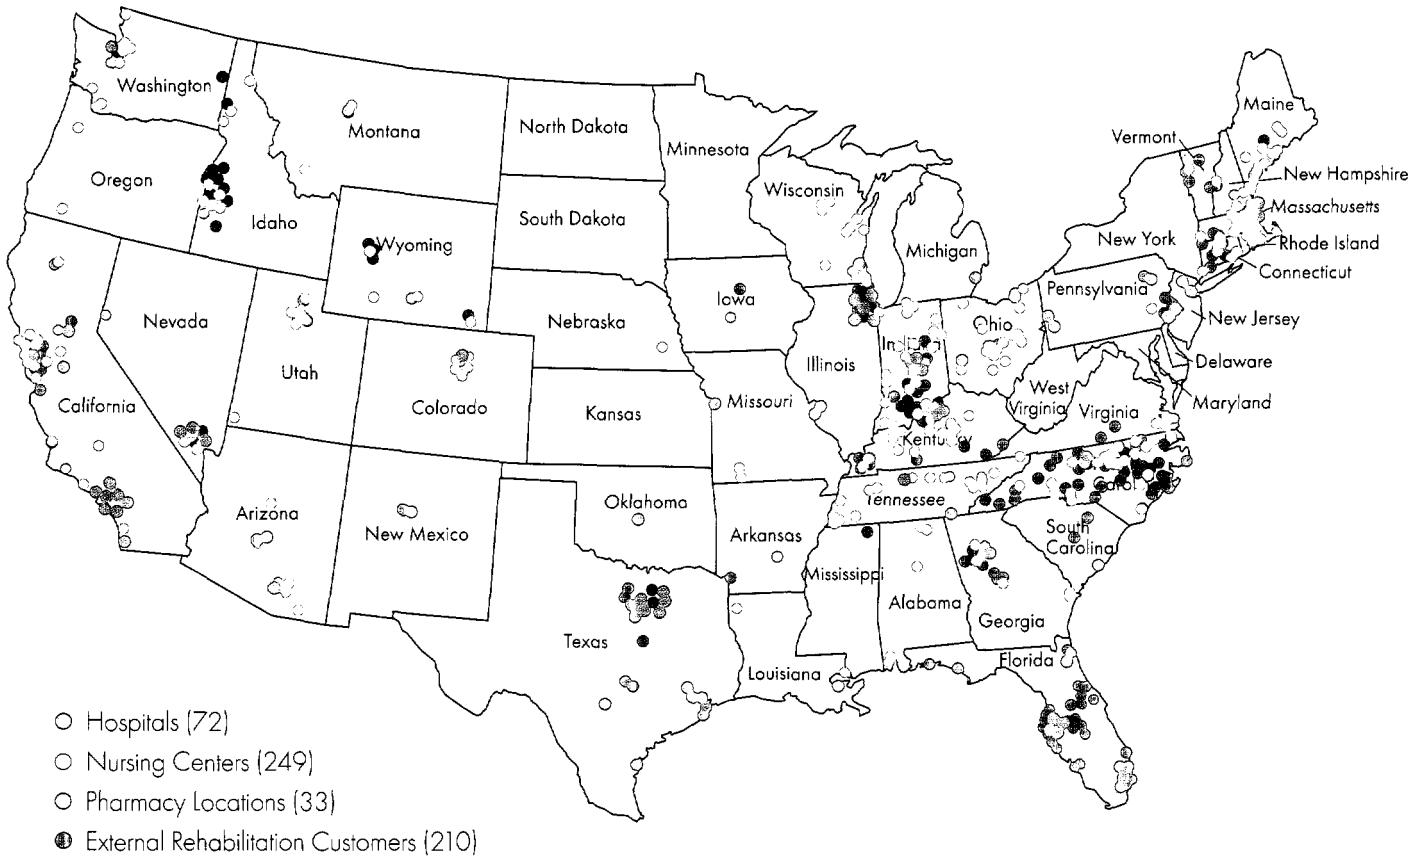 Washington
Montana
North Dakota
Minnesota
Maine
Vermont
Oregon
Idaho
Wisconsin
New Hampshire
South Dakota
Massachusetts
Wyoming
Michigan
New York
Rhode Island
Connecticut
Iowa
Pennsylvania
Nevada
Nebraska
Ohio
New Jersey
Indiana
Utah
Illinois
Delaware
California
Colorado
Kansas
Missouri
West
Virginia
Virginia
Maryland
Kentucky
Arizona
New Mexico
Oklahoma
Arkansas
Tennessee
South
Carolina
Mississippi
Alabama
Georgia
Texas
Louisiana
Florida
Hospitals (72)
Nursing Centers (249)
Pharmacy Locations (33)
External Rehabilitation Customers (210)